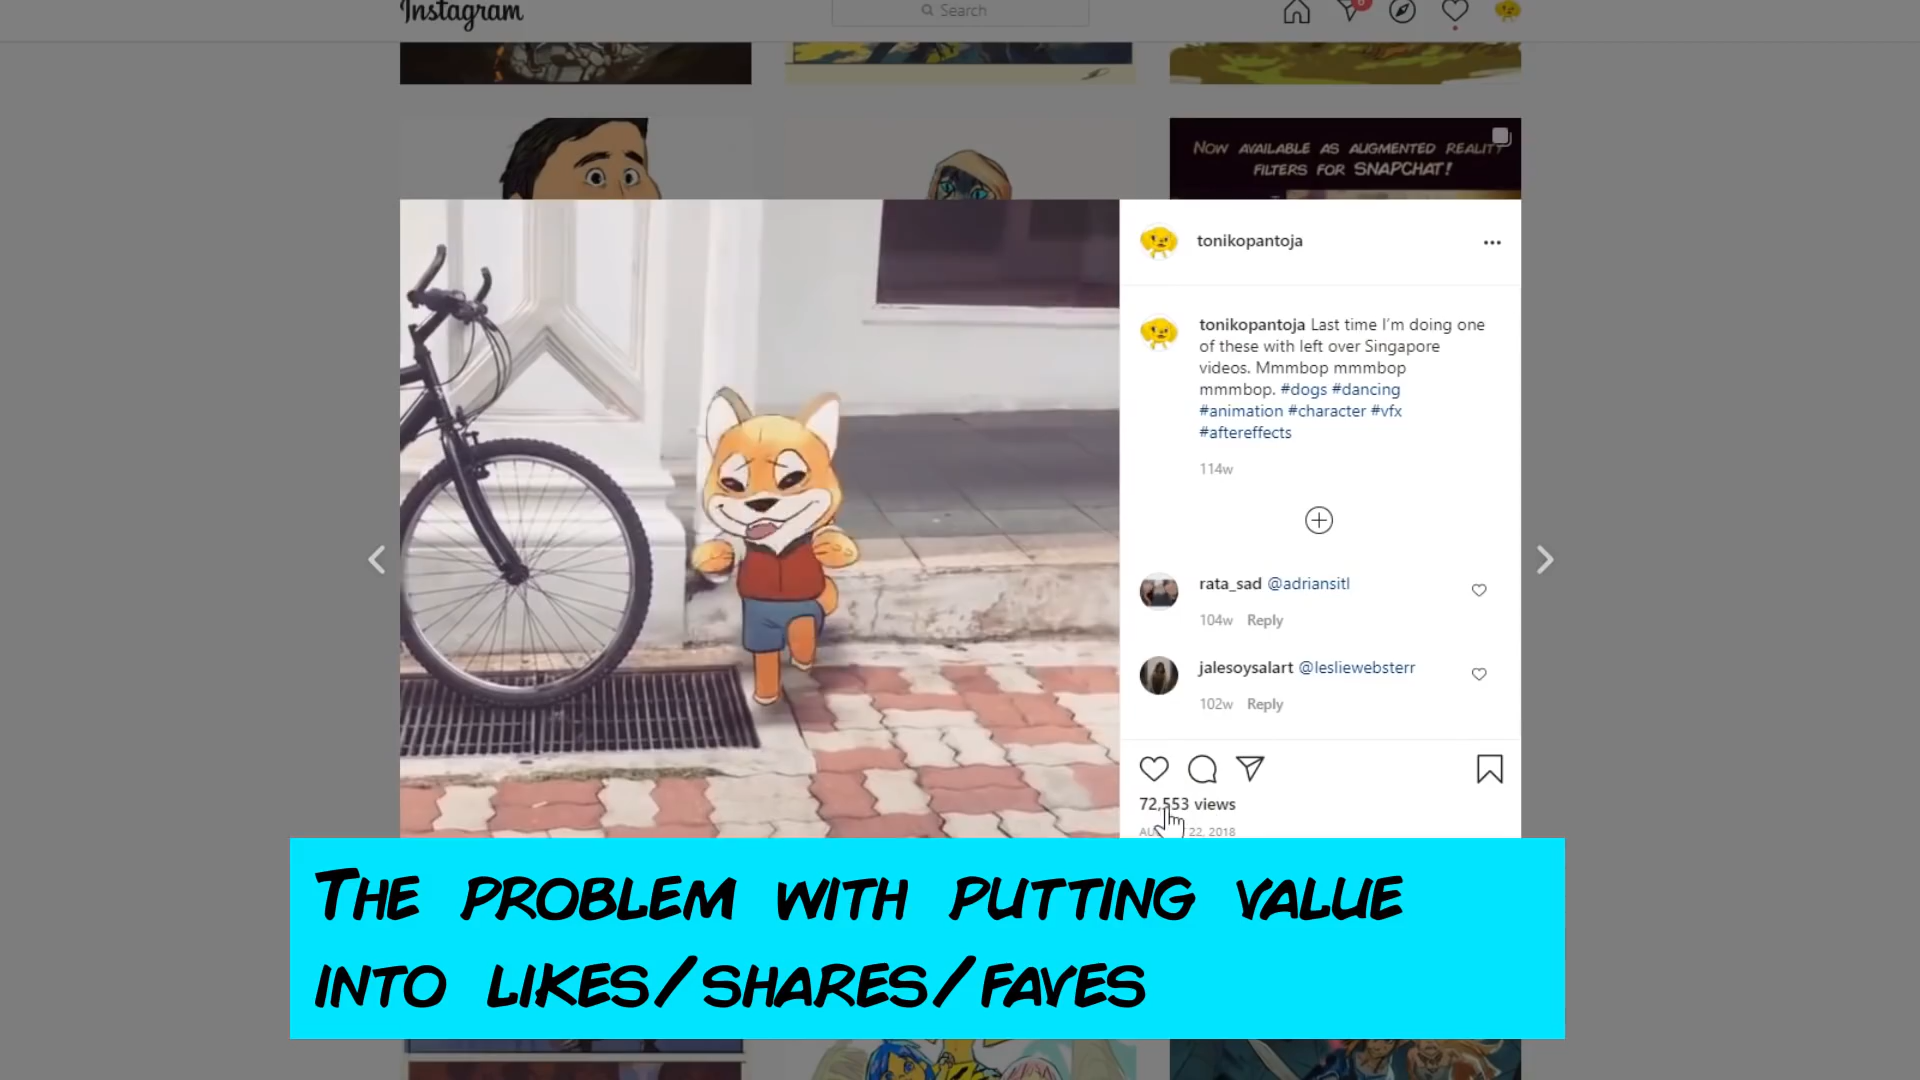 Instagram
Search
6
NOW AVAILABLE AS AUGMENTED REALITY
FILTERS FOR SNAPCHAT!
tonikopantoja
tonikopantoja Last time I'm doing one
of these with left over Singapore
videos. Mmmbop mmmbop
mmmbop. #dogs #dancing
#animation #character #vfx
#aftereffects
114w
rata_sad @adriansitl
104w Reply
jalesoysalart @lesliewebsterr
102w Reply
72,553 views
22, 2018
THE PROBLEM WITH PUTTING VALUE
INTO LIKES/SHARES/FAVES